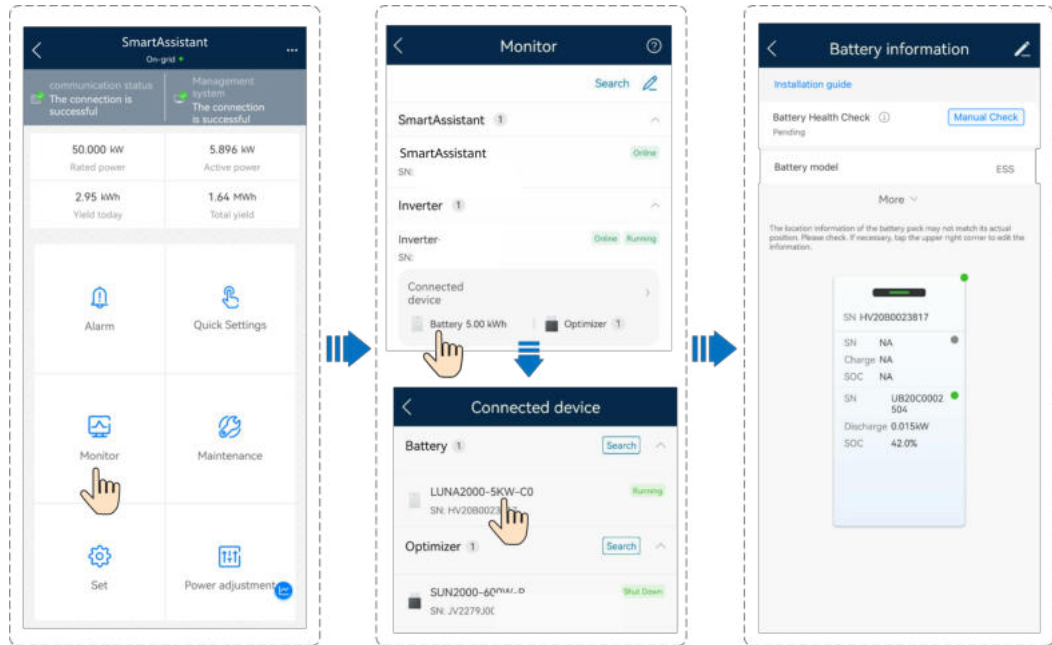 SmartAssistant
...
On-grid
communication status
The connection is
successful
Management
system
The connection
is successful
50.000 kW
Rated power
5.896 kW
Active power
2.95 kWh
Yield today
1.64 MWh
Total yield
Alarm
Quick Settings
Monitor
Maintenance
Set
Power adjustment
Monitor
Search
SmartAssistant 1
SmartAssistant
Online
SN:
Inverter 1
Inverter-
Online Running
SN:
Connected
device
Battery 5.00 kWh
Optimizer 1
Connected device
Battery 1
Search
LUNA2000-5KW-C0
Running
SN: HV20B0023
Optimizer 1
Search
SUN2000-600W-P
Shut Down
SN: JV2279J0
Battery information
Installation guide
Battery Health Check
Manual Check
Pending
Battery model
ESS
More
The location information of the battery pack may not match its actual
position. Please check. If necessary, tap the upper right corner to edit the
information.
SN HV20B0023817
SN NA
Charge NA
SOC NA
SN UB20C0002
504
Discharge 0.015kW
SOC 42.0%